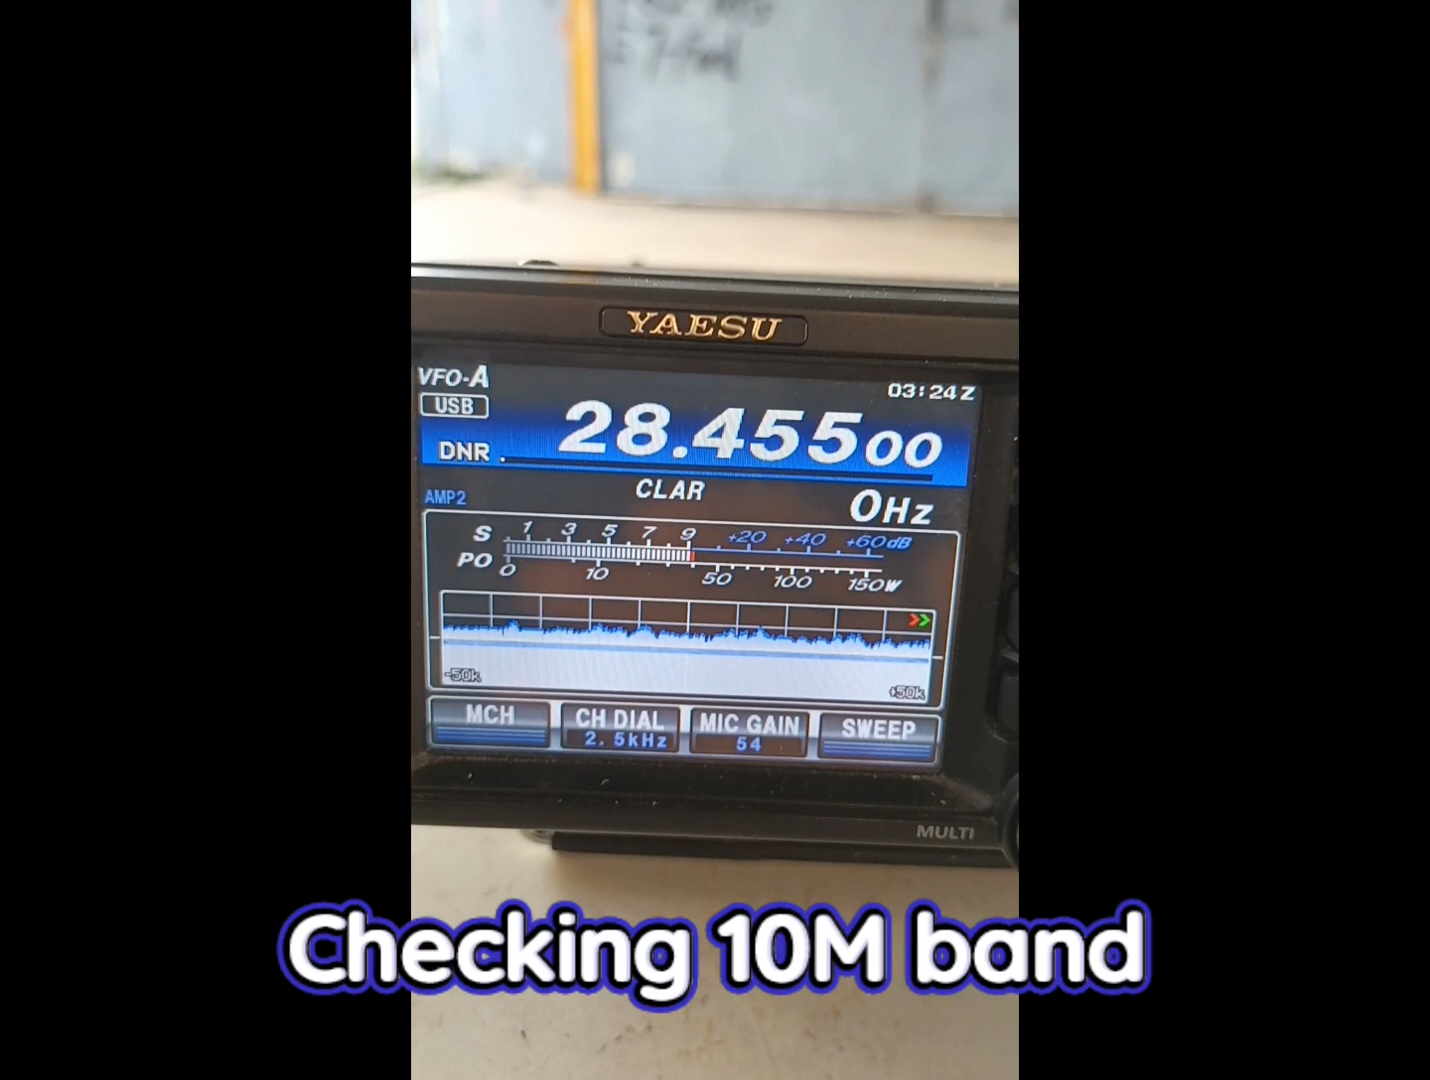 YAESU
VFO-A
03:24Z
USB
28.45500
DNR
CLAR
0Hz
AMP2
S 1 3 5 7 9 +20 +40 +60dB
PO 0 10 50 100 150W
-50k
+50k
MCH
CH DIAL
2.5kHz
MIC GAIN
54
SWEEP
MULTI
Checking 10M band